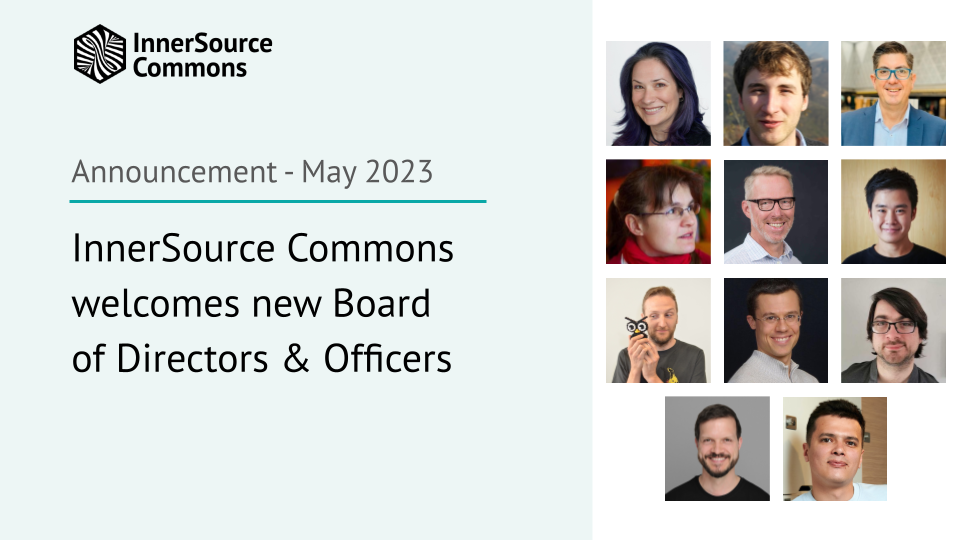 InnerSource
Commons
Announcement - May 2023
InnerSource Commons
welcomes new Board
of Directors & Officers